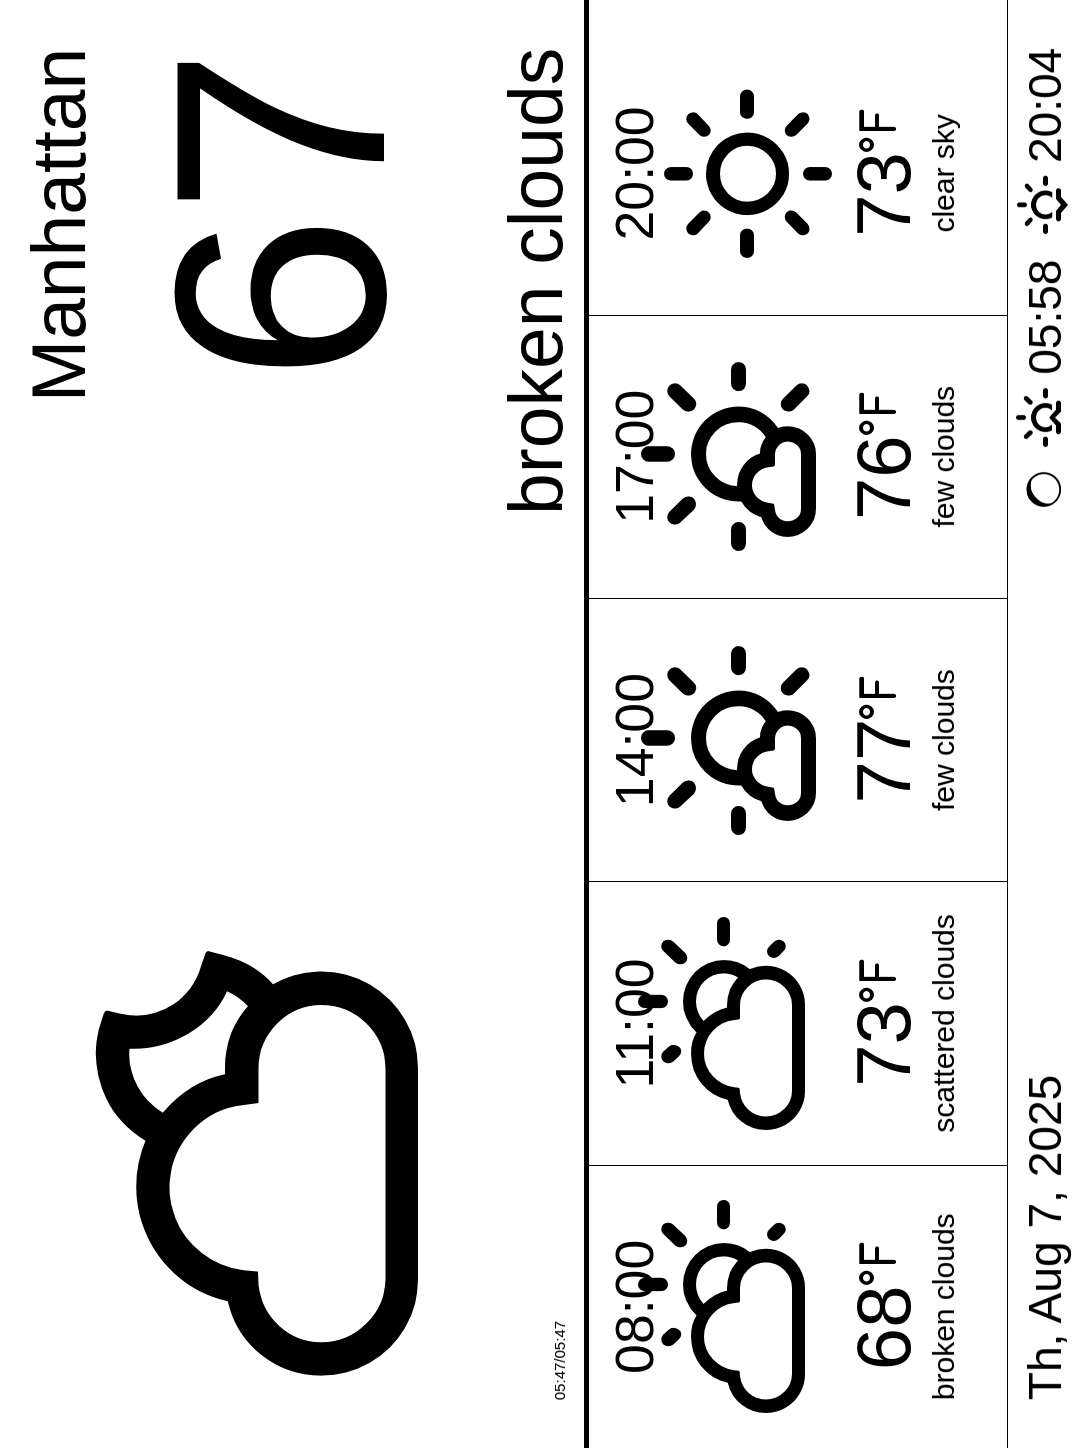 Manhattan
67
broken clouds
05:47/05:47
08:00
68°F
broken clouds
11:00
73°F
scattered clouds
14:00
77°F
few clouds
17:00
76°F
few clouds
20:00
73°F
clear sky
Th, Aug 7, 2025 05:58 20:04